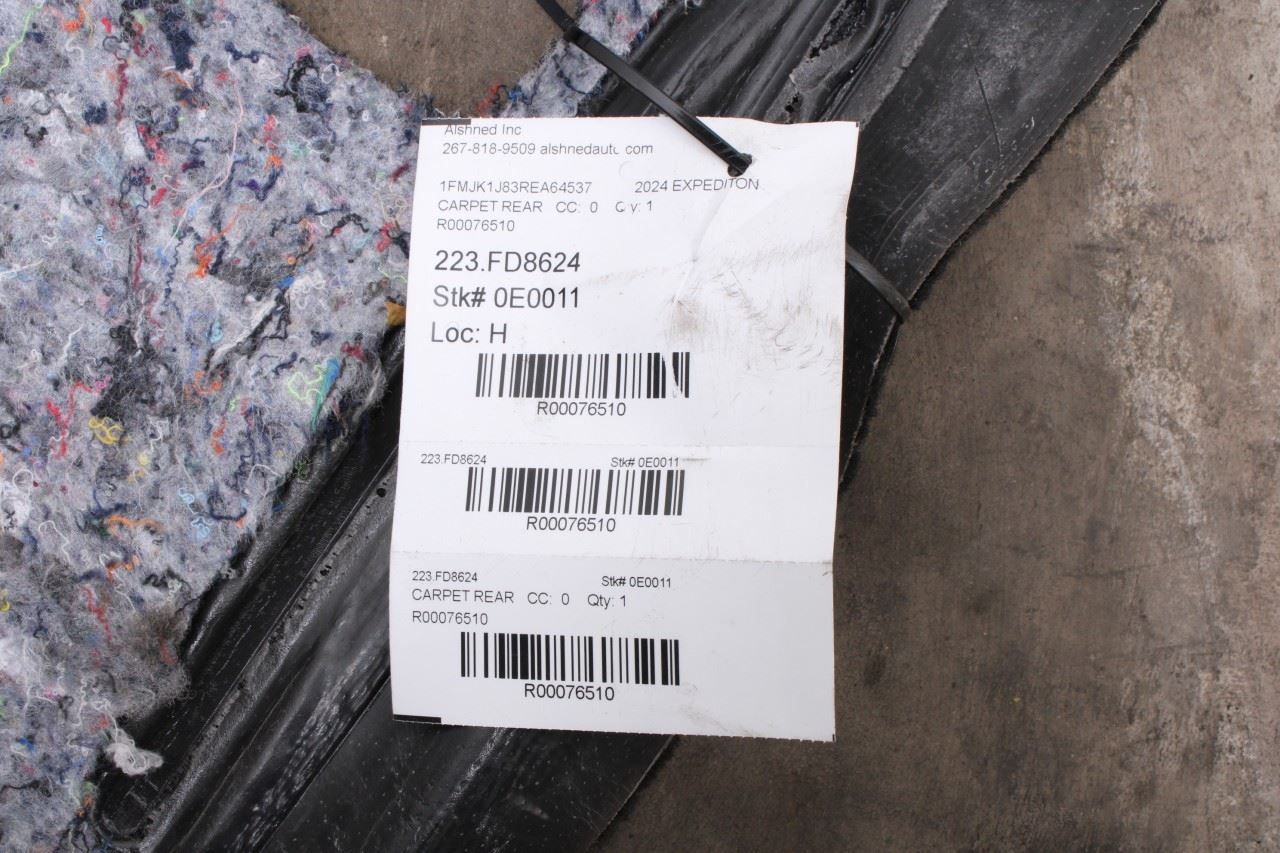 Alshned Inc
267-818-9509 alshnedauto.com
1FMJK1J83REA64537 2024 EXPEDITON
CARPET REAR CC: 0 Qty: 1
R00076510
223.FD8624
Stk# 0E0011
Loc: H
R00076510
223.FD8624 Stk# 0E0011
R00076510
223.FD8624 Stk# 0E0011
CARPET REAR CC: 0 Qty: 1
R00076510
R00076510